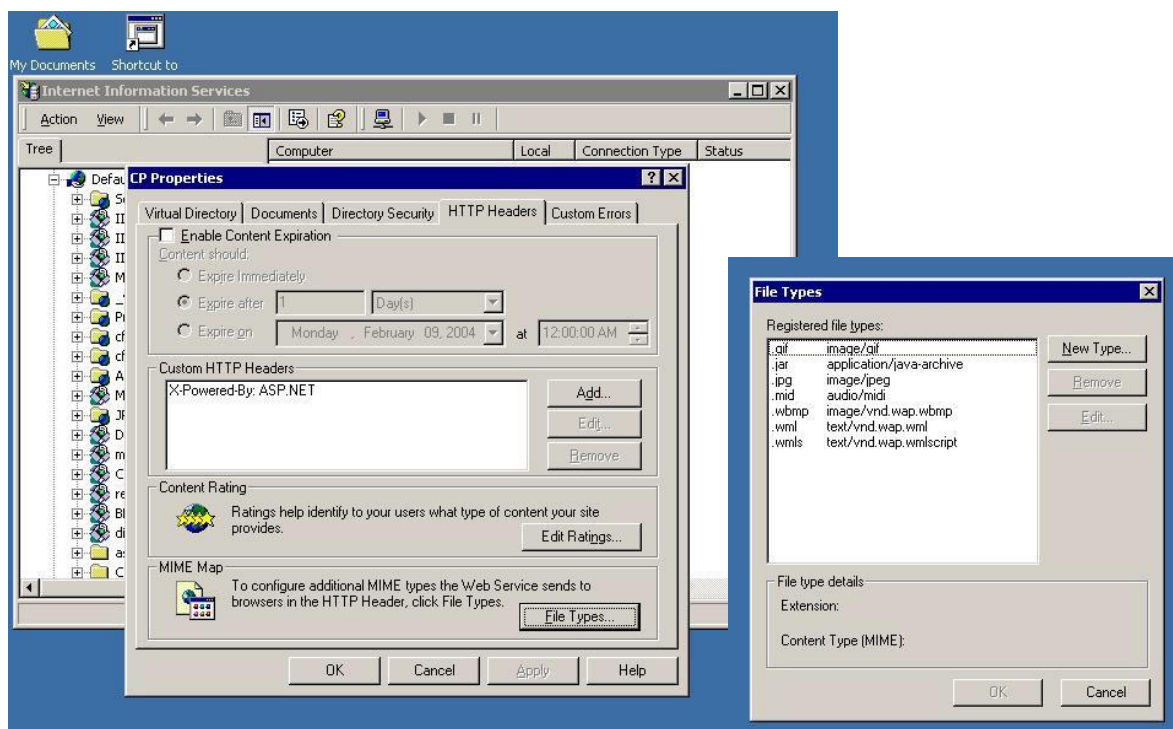 My Documents
Shortcut to
Internet Information Services
Action View
Tree
Computer Local Connection Type Status
CP Properties
Virtual Directory Documents Directory Security HTTP Headers Custom Errors
Enable Content Expiration
Content should:
Expire Immediately
Expire after 1 Day(s)
Expire on Monday , February 09, 2004 at 12:00:00 AM
Custom HTTP Headers
X-Powered-By: ASP.NET
Add...
Edit...
Remove
Content Rating
Ratings help identify to your users what type of content your site
provides.
Edit Ratings...
MIME Map
To configure additional MIME types the Web Service sends to
browsers in the HTTP Header, click File Types.
File Types...
OK Cancel Apply Help
File Types
Registered file types:
.gif image/gif
.jar application/java-archive
.jpg image/jpeg
.mid audio/midi
.wbmp image/vnd.wap.wbmp
.wml text/vnd.wap.wml
.wmls text/vnd.wap.wmlscript
New Type...
Remove
Edit...
File type details
Extension:
Content Type (MIME):
OK Cancel